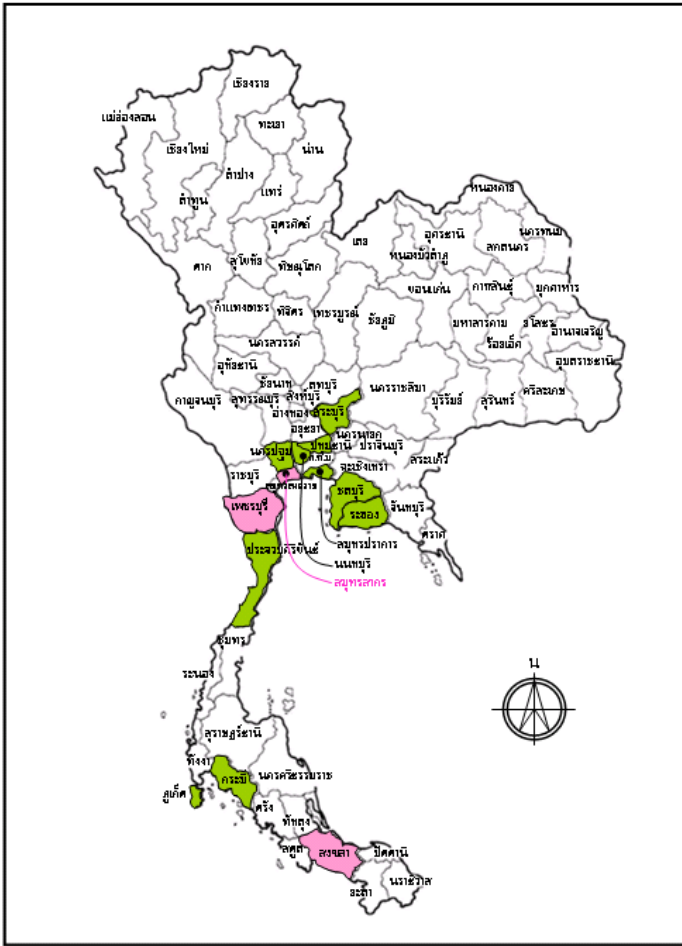 เชียงราย
แม่ฮ่องสอน
พะเยา
เชียงใหม่
น่าน
ลำปาง
แพร่
ลำพูน
หนองคาย
อุตรดิตถ์
นครพนม
อุดรธานี
เลย
สกลนคร
หนองบัวลำภู
สุโขทัย
ตาก
พิษณุโลก
ขอนแก่น
กาฬสินธุ์
มุกดาหาร
กำแพงเพชร
พิจิตร
เพชรบูรณ์
ชัยภูมิ
มหาสารคาม
ยโสธร
อำนาจเจริญ
ร้อยเอ็ด
นครสวรรค์
อุบลราชธานี
อุทัยธานี
ชัยนาท
ลพบุรี
นครราชสีมา
กาญจนบุรี
สุพรรณบุรี
สิงห์บุรี
บุรีรัมย์
สุรินทร์
ศรีสะเกษ
อ่างทอง
สระบุรี
อยุธยา
นครนายก
นครปฐม
ปทุมธานี
ปราจีนบุรี
ก.ท.ม.
สระแก้ว
ฉะเชิงเทรา
ราชบุรี
สมุทรสงคราม
ชลบุรี
เพชรบุรี
ระยอง
จันทบุรี
ตราด
ประจวบคีรีขันธ์
สมุทรปราการ
นนทบุรี
สมุทรสาคร
ชุมพร
น
ระนอง
สุราษฎร์ธานี
พังงา
กระบี่
นครศรีธรรมราช
ภูเก็ต
ตรัง
พัทลุง
สตูล
สงขลา
ปัตตานี
ยะลา
นราธิวาส